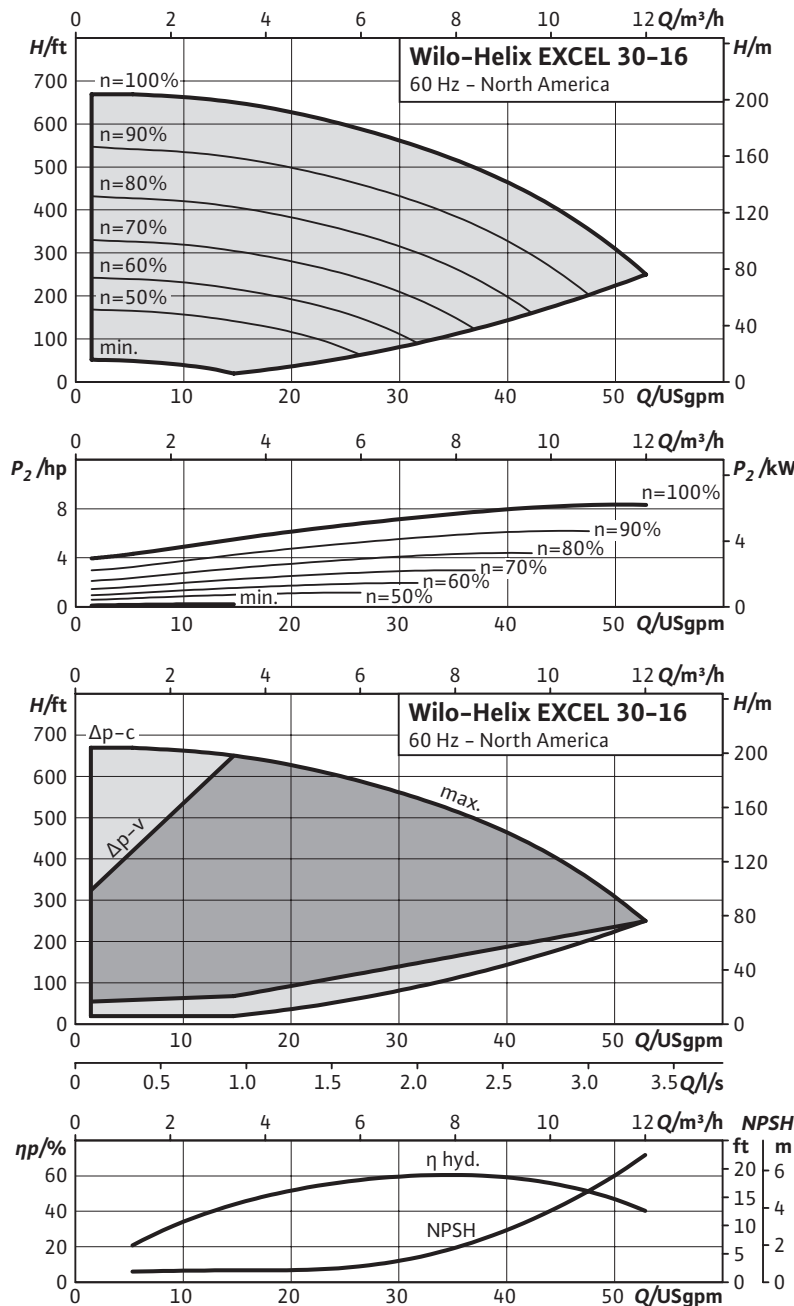 0 2 4 6 8 10 12 Q/m³/h
H/ft
H/m
Wilo-Helix EXCEL 30-16
60 Hz – North America
700
n=100%
200
600
n=90%
500
160
n=80%
400
120
n=70%
300
n=60%
80
200
n=50%
40
100
min.
0
0
0 10 20 30 40 50 Q/USgpm
0 2 4 6 8 10 12 Q/m³/h
P₂ /hp
P₂ /kW
n=100%
8
n=90%
n=80%
4
4
n=70%
n=60%
min.
n=50%
0
0
0 10 20 30 40 50 Q/USgpm
0 2 4 6 8 10 12 Q/m³/h
H/ft
H/m
Wilo-Helix EXCEL 30-16
60 Hz – North America
700
Δp-c
200
600
max.
160
500
Δp-v
400
120
300
80
200
40
100
0
0
0 10 20 30 40 50 Q/USgpm
0 0.5 1.0 1.5 2.0 2.5 3.0 3.5 Q/l/s
0 2 4 6 8 10 12 Q/m³/h NPSH
ηp/%
ft m
η hyd.
60
20
6
15
40
4
NPSH
10
20
2
5
0
0 0
0 10 20 30 40 50 Q/USgpm